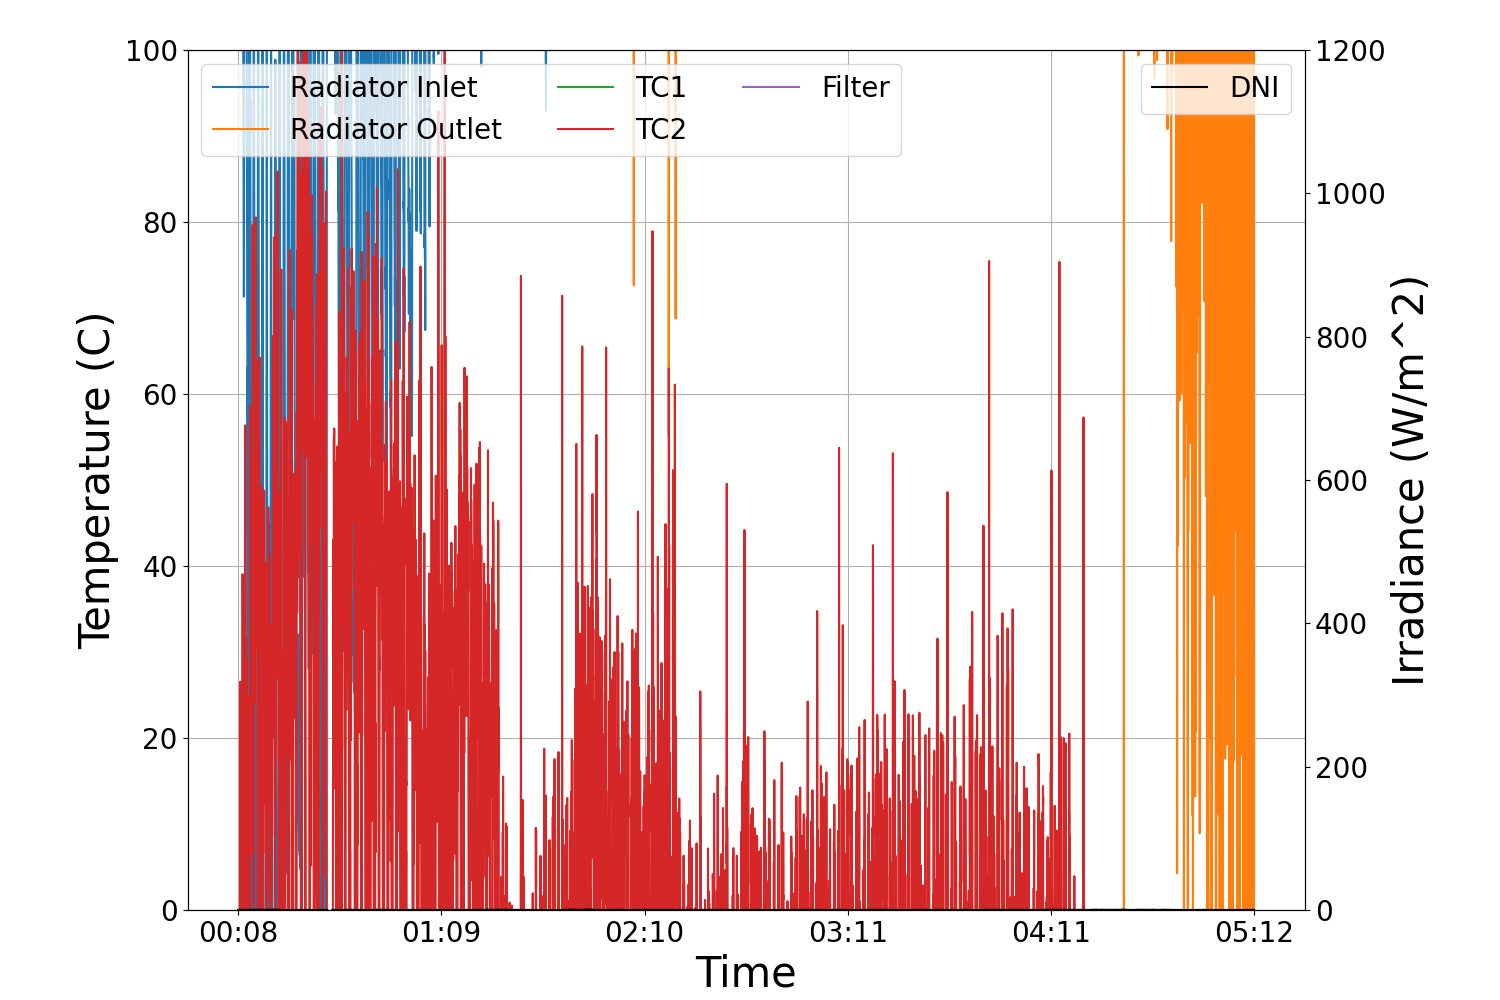 100
80
60
40
20
0
Temperature (C)
Radiator Inlet
Radiator Outlet
TC1
TC2
Filter
DNI
1200
1000
800
600
400
200
0
Irradiance (W/m^2)
00:08
01:09
02:10
03:11
04:11
05:12
Time